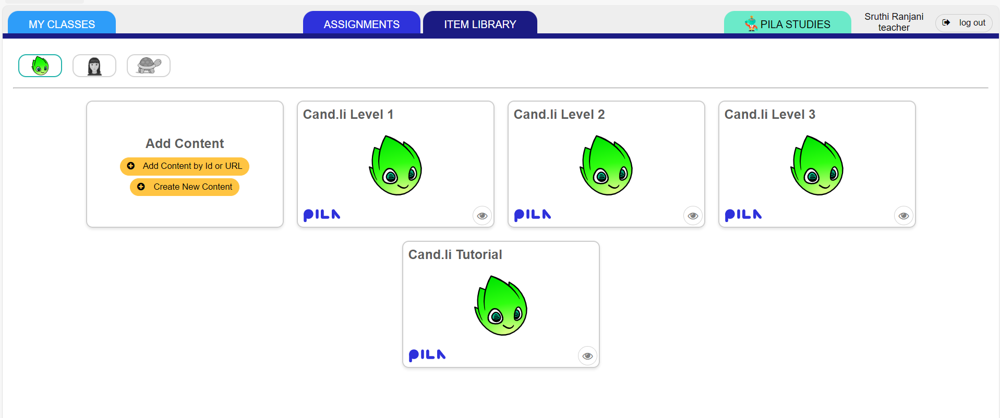 MY CLASSES
ASSIGNMENTS
ITEM LIBRARY
PILA STUDIES
Sruthi Ranjani
teacher
log out
Add Content
Add Content by Id or URL
Create New Content
Cand.li Level 1
PILA
Cand.li Level 2
PILA
Cand.li Level 3
PILA
Cand.li Tutorial
PILA